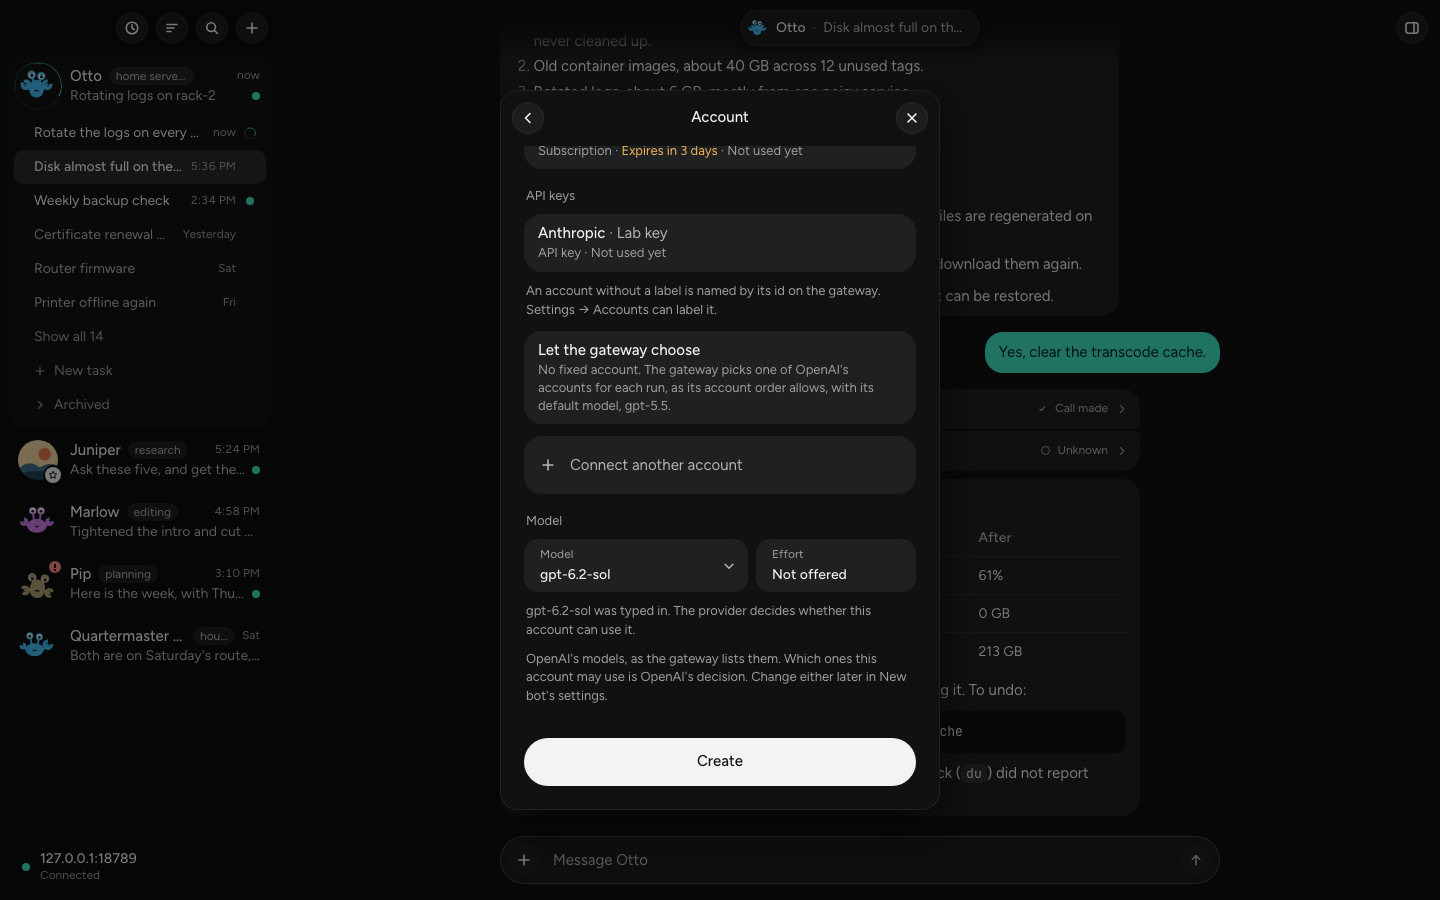 Otto home serve... now
Rotating logs on rack-2
Rotate the logs on every ... now
Disk almost full on the... 5:36 PM
Weekly backup check 2:34 PM
Certificate renewal ... Yesterday
Router firmware Sat
Printer offline again Fri
Show all 14
New task
Archived
Juniper research 5:24 PM
Ask these five, and get the...
Marlow editing 4:58 PM
Tightened the intro and cut ...
Pip planning 3:10 PM
Here is the week, with Thu...
Quartermaster ... hou... Sat
Both are on Saturday's route,...
127.0.0.1:18789
Connected
Otto · Disk almost full on th...
never cleaned up.
2. Old container images, about 40 GB across 12 unused tags.
Account
Subscription · Expires in 3 days · Not used yet
API keys
Anthropic · Lab key
API key · Not used yet
An account without a label is named by its id on the gateway.
Settings → Accounts can label it.
Let the gateway choose
No fixed account. The gateway picks one of OpenAI's
accounts for each run, as its account order allows, with its
default model, gpt-5.5.
Connect another account
Model
Model
gpt-6.2-sol
Effort
Not offered
gpt-6.2-sol was typed in. The provider decides whether this
account can use it.
OpenAI's models, as the gateway lists them. Which ones this
account may use is OpenAI's decision. Change either later in New
bot's settings.
Create
iles are regenerated on
download them again.
can be restored.
Yes, clear the transcode cache.
Call made
Unknown
After
61%
0 GB
213 GB
g it. To undo:
che
ck ( du ) did not report
Message Otto